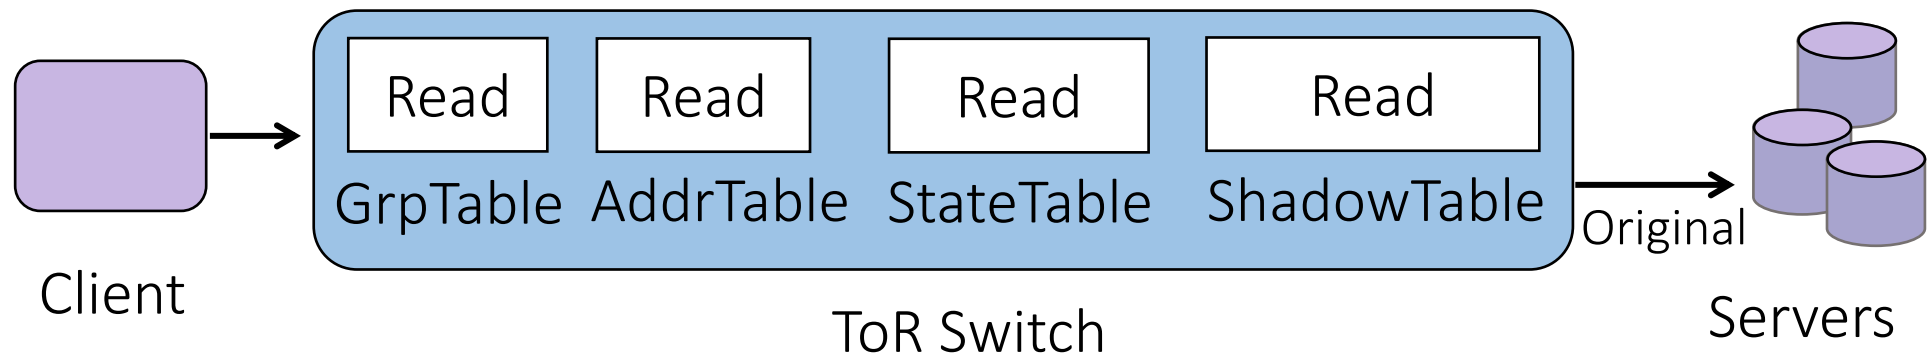 Read Read Read Read
GrpTable AddrTable StateTable ShadowTable
Original
Client
ToR Switch
Servers